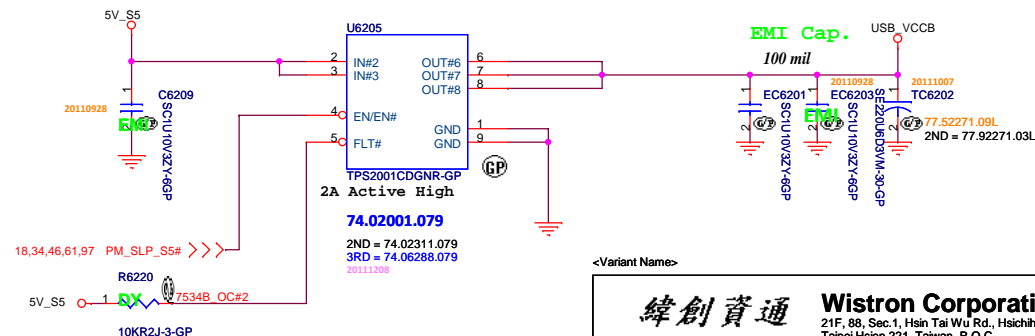 5V_S5
U6205
EMI Cap.
USB_VCCB
100 mil
2 IN#2 OUT#6 6
3 IN#3 OUT#7 7
OUT#8 8
20110928 C6209
SC1U10V3ZY-6GP
EMI
4 EN/EN#
GND 1
5 FLT# GND 9
GP
TPS2001CDGNR-GP
2A Active High
74.02001.079
2ND = 74.02311.079
3RD = 74.06288.079
20111208
EC6201
SC1U10V3ZY-6GP
20110928
EC6203
SC1U10V3ZY-6GP
EMI
20111007
TC6202
SE220U6D3VM-30-GP
77.52271.09L
2ND = 77.92271.03L
18,34,46,61,97 PM_SLP_S5#
R6220
5V_S5 1 DY 7534B_OC#2
10KR2J-3-GP
<Variant Name>
緯創資通 Wistron Corporati
21F, 88, Sec.1, Hsin Tai Wu Rd., Hsichih